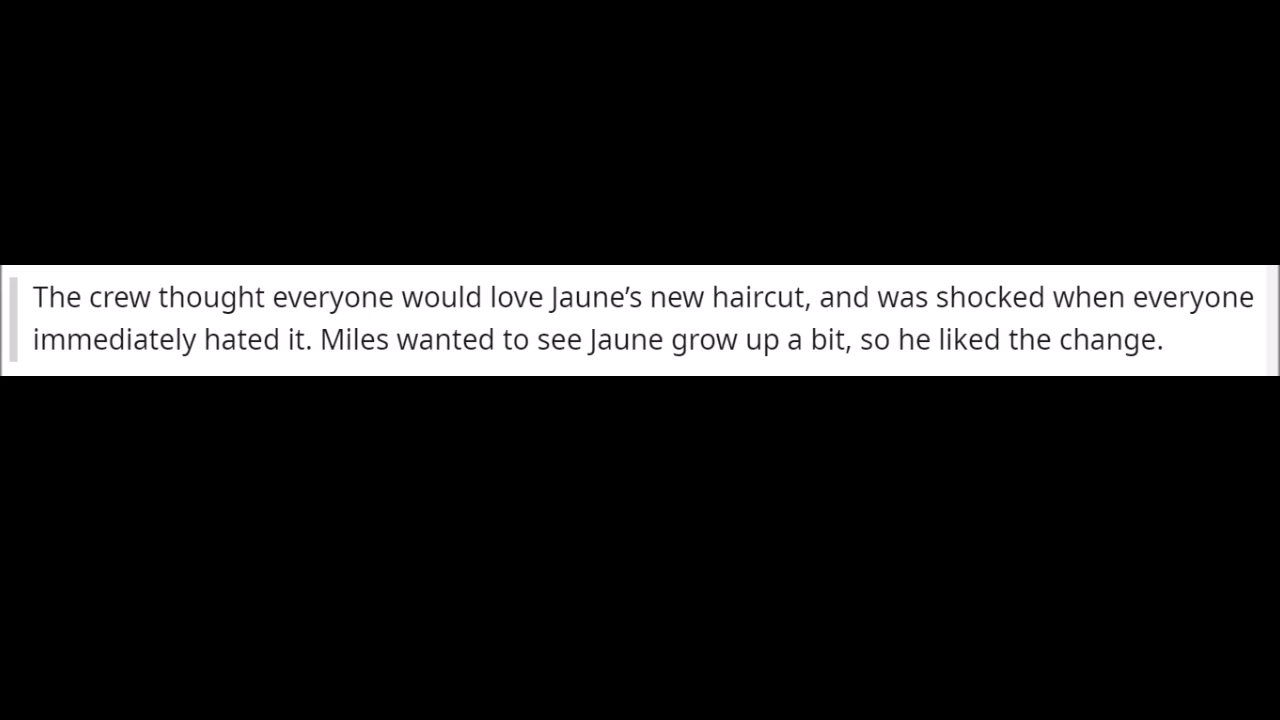 The crew thought everyone would love Jaune’s new haircut, and was shocked when everyone
immediately hated it. Miles wanted to see Jaune grow up a bit, so he liked the change.